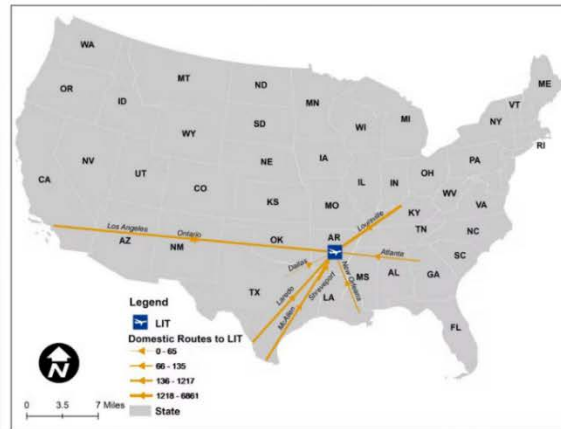 WA
MT
ND
MN
ME
VT
OR
ID
SD
WI
MI
NY
WY
RI
IA
PA
NE
NV
UT
IL
IN
OH
CA
CO
WV
VA
KS
MO
KY
Louisville
NC
TN
Los Angeles
Ontario
OK
AR
AZ
NM
Atlanta
SC
Dallas
MS
AL
GA
New Orleans
Laredo
Shreveport
TX
LA
McAllen
FL
Legend
LIT
Domestic Routes to LIT
0 - 65
66 - 135
136 - 1217
1218 - 6861
State
N
0 3.5 7 Miles